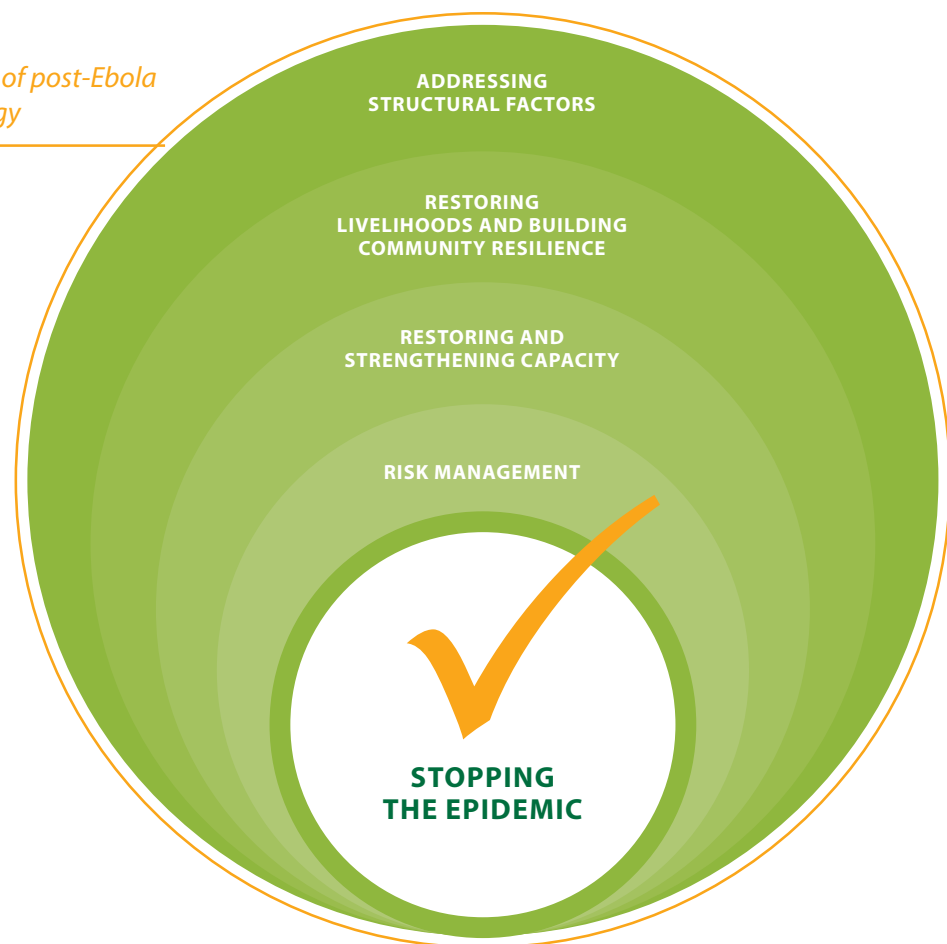 of post-Ebola
gy
ADDRESSING
STRUCTURAL FACTORS
RESTORING
LIVELIHOODS AND BUILDING
COMMUNITY RESILIENCE
RESTORING AND
STRENGTHENING CAPACITY
RISK MANAGEMENT
STOPPING
THE EPIDEMIC